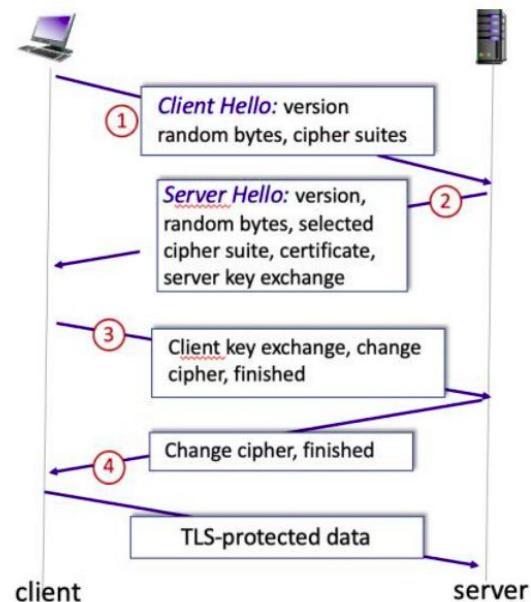 Client Hello: version
random bytes, cipher suites
1
Server Hello: version,
random bytes, selected
cipher suite, certificate,
server key exchange
2
3
Client key exchange, change
cipher, finished
Change cipher, finished
4
TLS-protected data
client
server